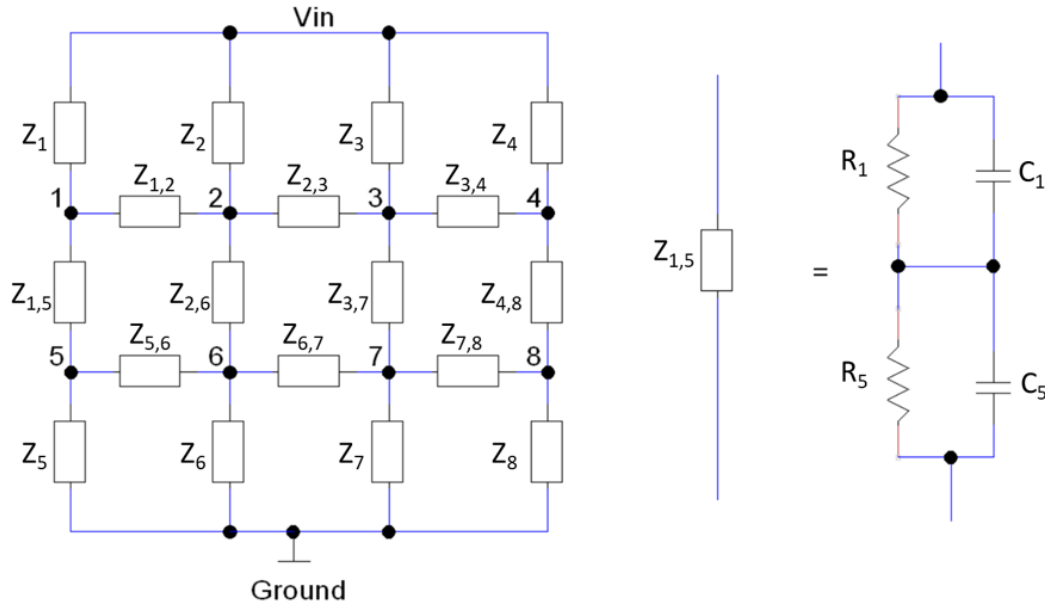 Vin
Z1 Z2 Z3 Z4
Z1,2 Z2,3 Z3,4
1 2 3 4
Z1,5 Z2,6 Z3,7 Z4,8
Z5,6 Z6,7 Z7,8
5 6 7 8
Z5 Z6 Z7 Z8
Ground
Z1,5
=
R1 C1
R5 C5